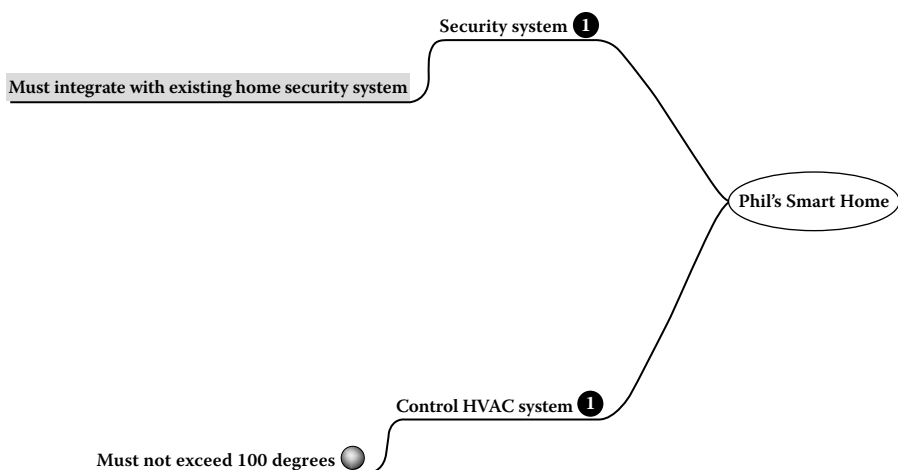 Security system 1
Must integrate with existing home security system
Phil's Smart Home
Control HVAC system 1
Must not exceed 100 degrees